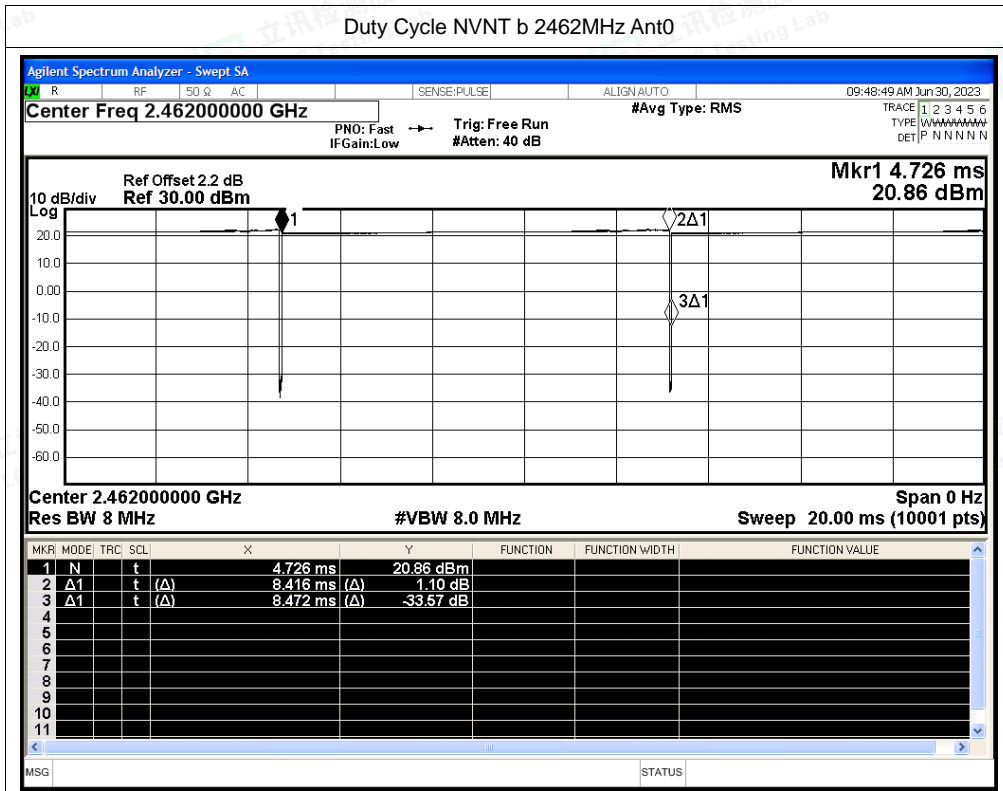 Duty Cycle NVNT b 2462MHz Ant0
Agilent Spectrum Analyzer - Swept SA
LXI R RF 50 Ω AC SENSE:PULSE ALIGN AUTO 09:48:49 AM Jun 30, 2023
Center Freq 2.462000000 GHz #Avg Type: RMS TRACE 1 2 3 4 5 6
PNO: Fast Trig: Free Run TYPE WWWWWW
IFGain:Low #Atten: 40 dB DET P N N N N N
Mkr1 4.726 ms
Ref Offset 2.2 dB
10 dB/div Ref 30.00 dBm 20.86 dBm
Log
1 2Δ1
20.0
10.0
0.00
3Δ1
-10.0
-20.0
-30.0
-40.0
-50.0
-60.0
Center 2.462000000 GHz Span 0 Hz
Res BW 8 MHz #VBW 8.0 MHz Sweep 20.00 ms (10001 pts)
MKR MODE TRC SCL X Y FUNCTION FUNCTION WIDTH FUNCTION VALUE
1 N t 4.726 ms 20.86 dBm
2 Δ1 t (Δ) 8.416 ms (Δ) 1.10 dB
3 Δ1 t (Δ) 8.472 ms (Δ) -33.57 dB
4
5
6
7
8
9
10
11
MSG STATUS